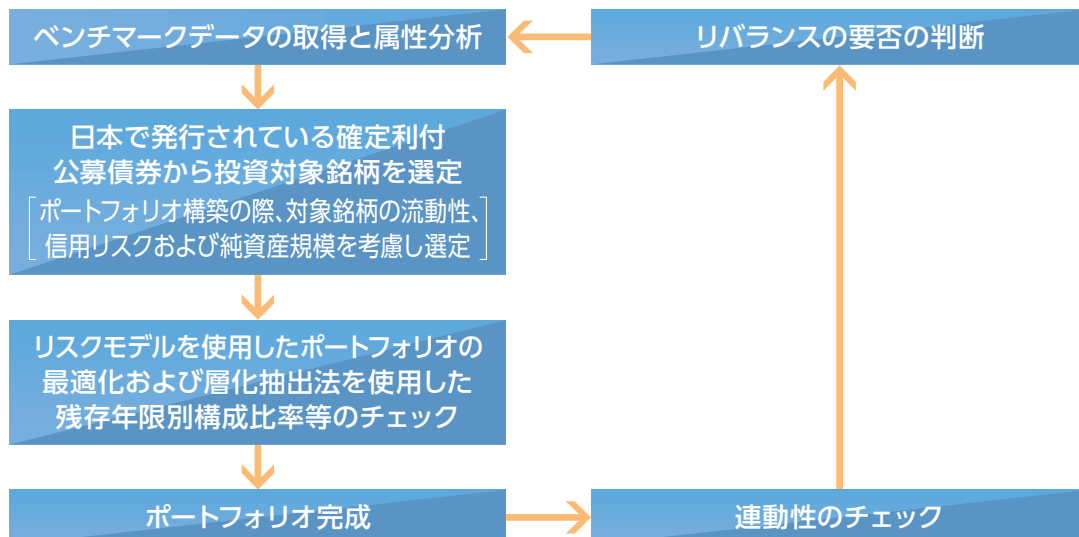 ベンチマークデータの取得と属性分析
リバランスの要否の判断
日本で発行されている確定利付
公募債券から投資対象銘柄を選定
ポートフォリオ構築の際、対象銘柄の流動性、
信用リスクおよび純資産規模を考慮し選定
リスクモデルを使用したポートフォリオの
最適化および層化抽出法を使用した
残存年限別構成比率等のチェック
ポートフォリオ完成
連動性のチェック